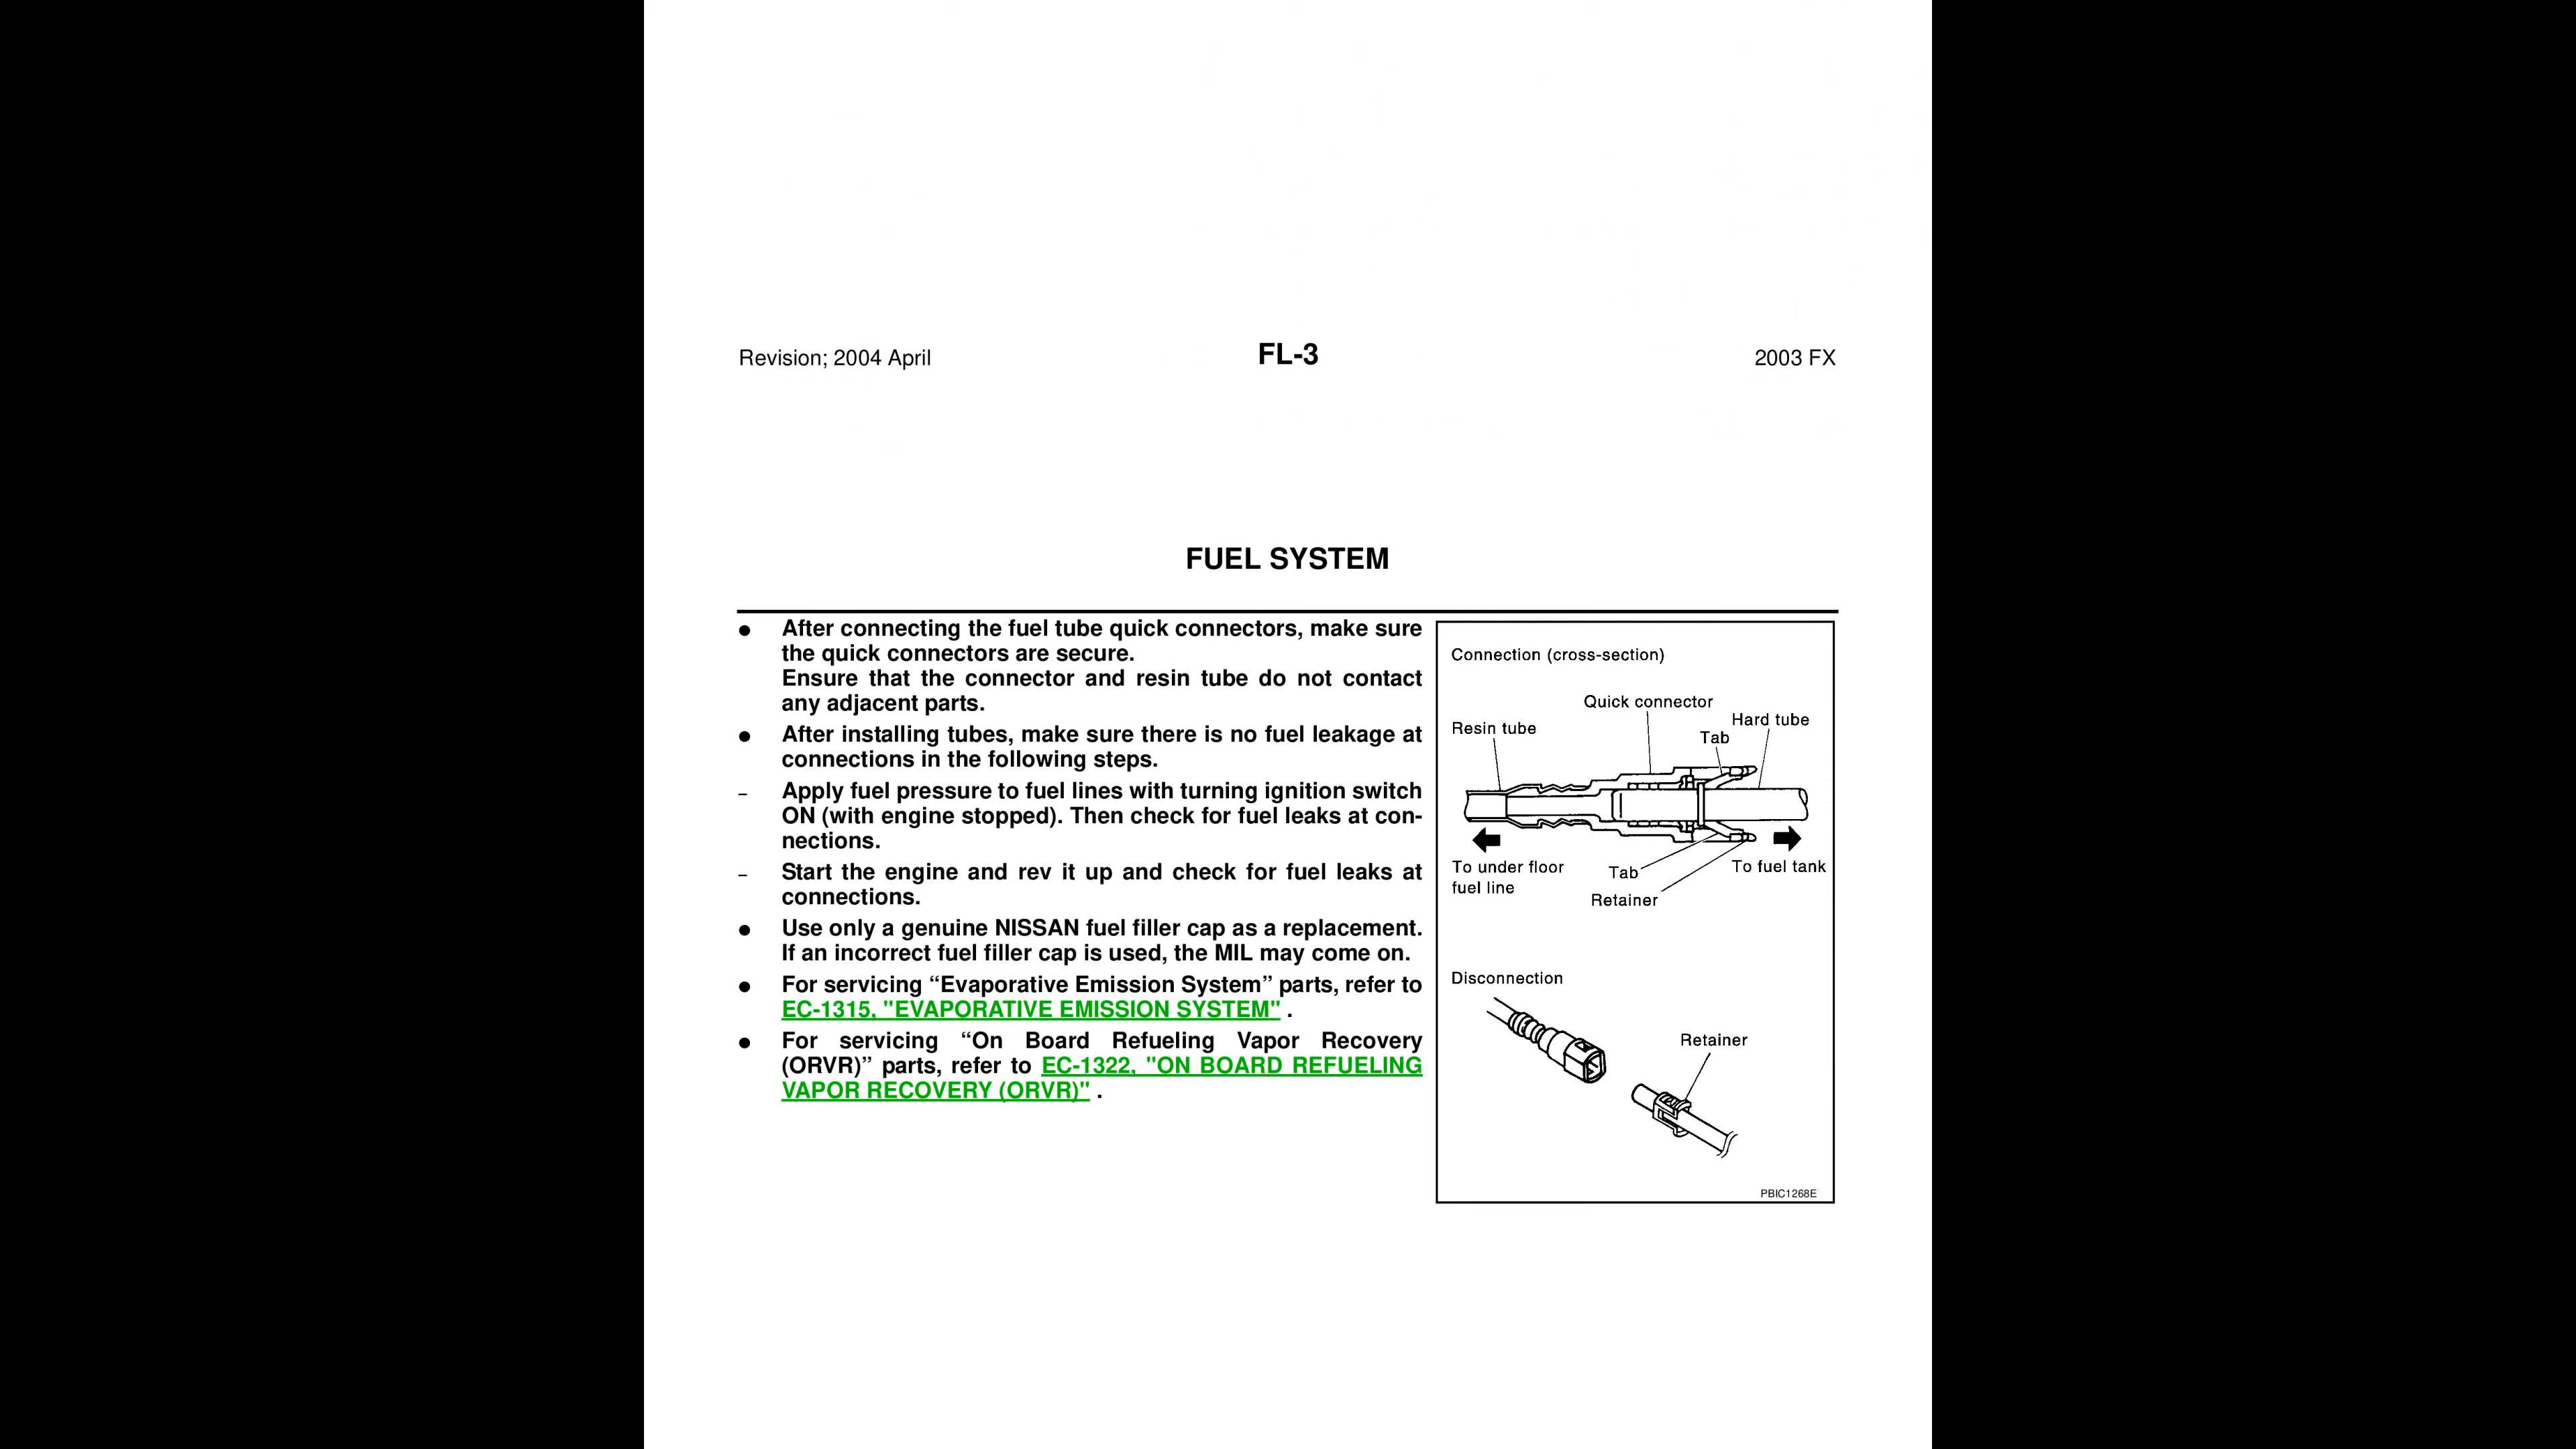 Revision; 2004 April
FL-3
2003 FX
FUEL SYSTEM
● After connecting the fuel tube quick connectors, make sure
the quick connectors are secure.
Ensure that the connector and resin tube do not contact
any adjacent parts.
● After installing tubes, make sure there is no fuel leakage at
connections in the following steps.
– Apply fuel pressure to fuel lines with turning ignition switch
ON (with engine stopped). Then check for fuel leaks at con-
nections.
– Start the engine and rev it up and check for fuel leaks at
connections.
● Use only a genuine NISSAN fuel filler cap as a replacement.
If an incorrect fuel filler cap is used, the MIL may come on.
● For servicing “Evaporative Emission System” parts, refer to
EC-1315, "EVAPORATIVE EMISSION SYSTEM" .
● For servicing “On Board Refueling Vapor Recovery
(ORVR)” parts, refer to EC-1322, "ON BOARD REFUELING
VAPOR RECOVERY (ORVR)" .
Connection (cross-section)
Quick connector
Hard tube
Resin tube
Tab
To under floor
fuel line
Tab
To fuel tank
Retainer
Disconnection
Retainer
PBIC1268E